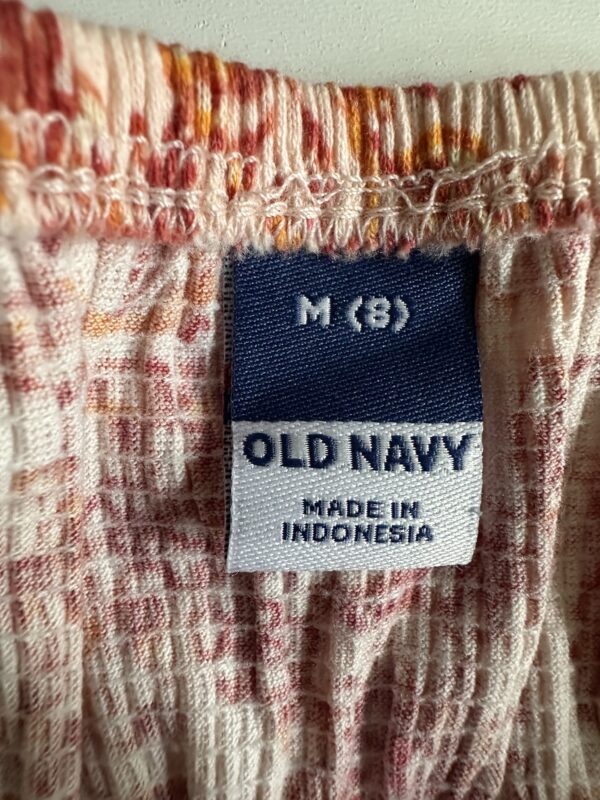 M (8)
OLD NAVY
MADE IN
INDONESIA